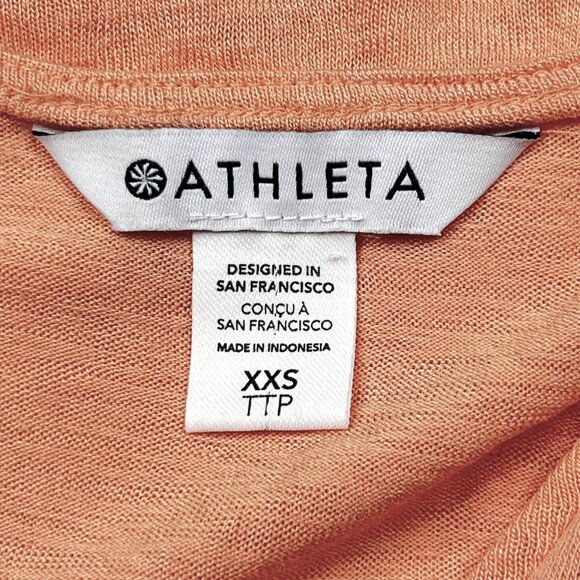 ATHLETA
DESIGNED IN
SAN FRANCISCO
CONÇU À
SAN FRANCISCO
MADE IN INDONESIA
XXS
TTP